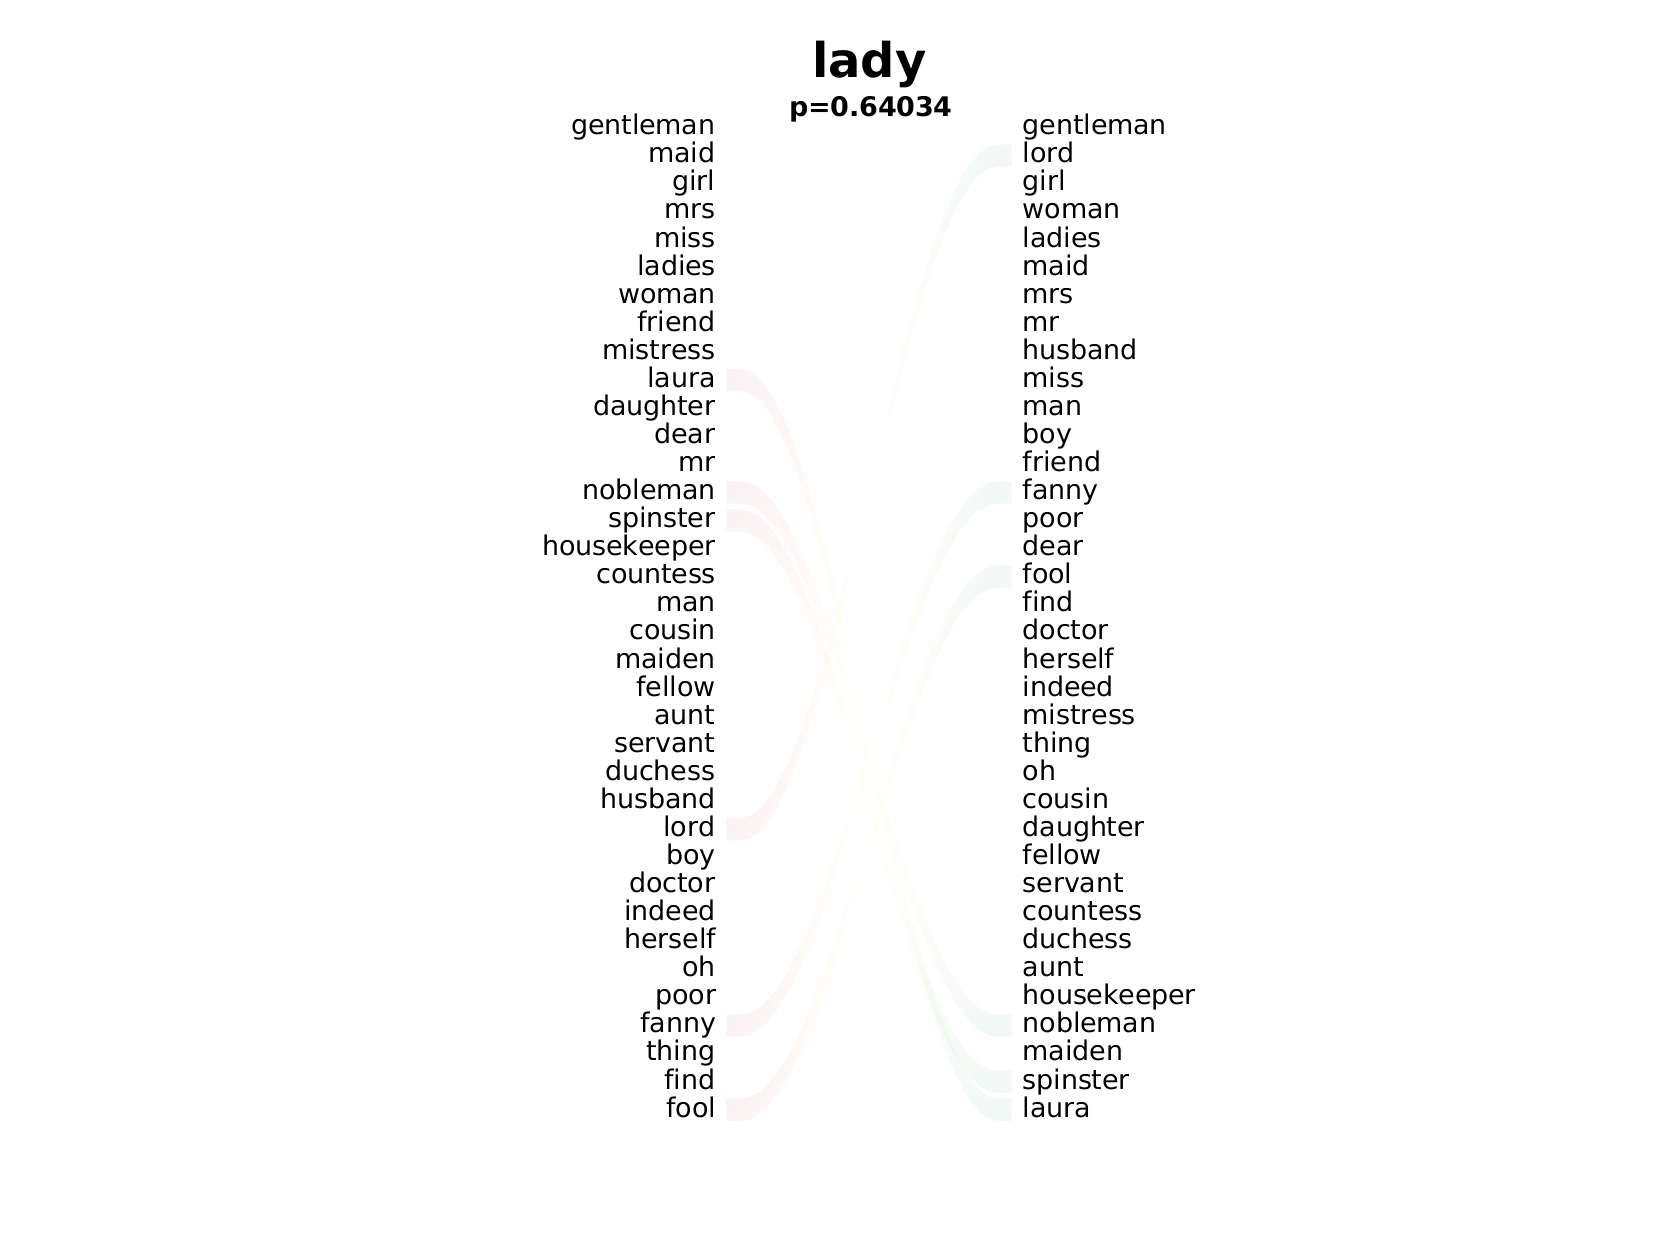 lady
p=0.64034
gentleman gentleman
maid lord
girl girl
mrs woman
miss ladies
ladies maid
woman mrs
friend mr
mistress husband
laura miss
daughter man
dear boy
mr friend
nobleman fanny
spinster poor
housekeeper dear
countess fool
man find
cousin doctor
maiden herself
fellow indeed
aunt mistress
servant thing
duchess oh
husband cousin
lord daughter
boy fellow
doctor servant
indeed countess
herself duchess
oh aunt
poor housekeeper
fanny nobleman
thing maiden
find spinster
fool laura